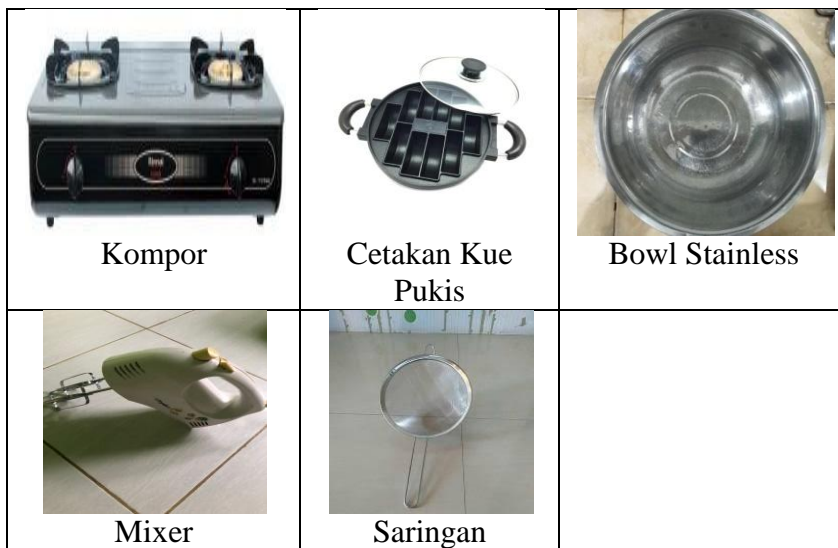 Kompor
Cetakan Kue
Pukis
Bowl Stainless
Mixer
Saringan